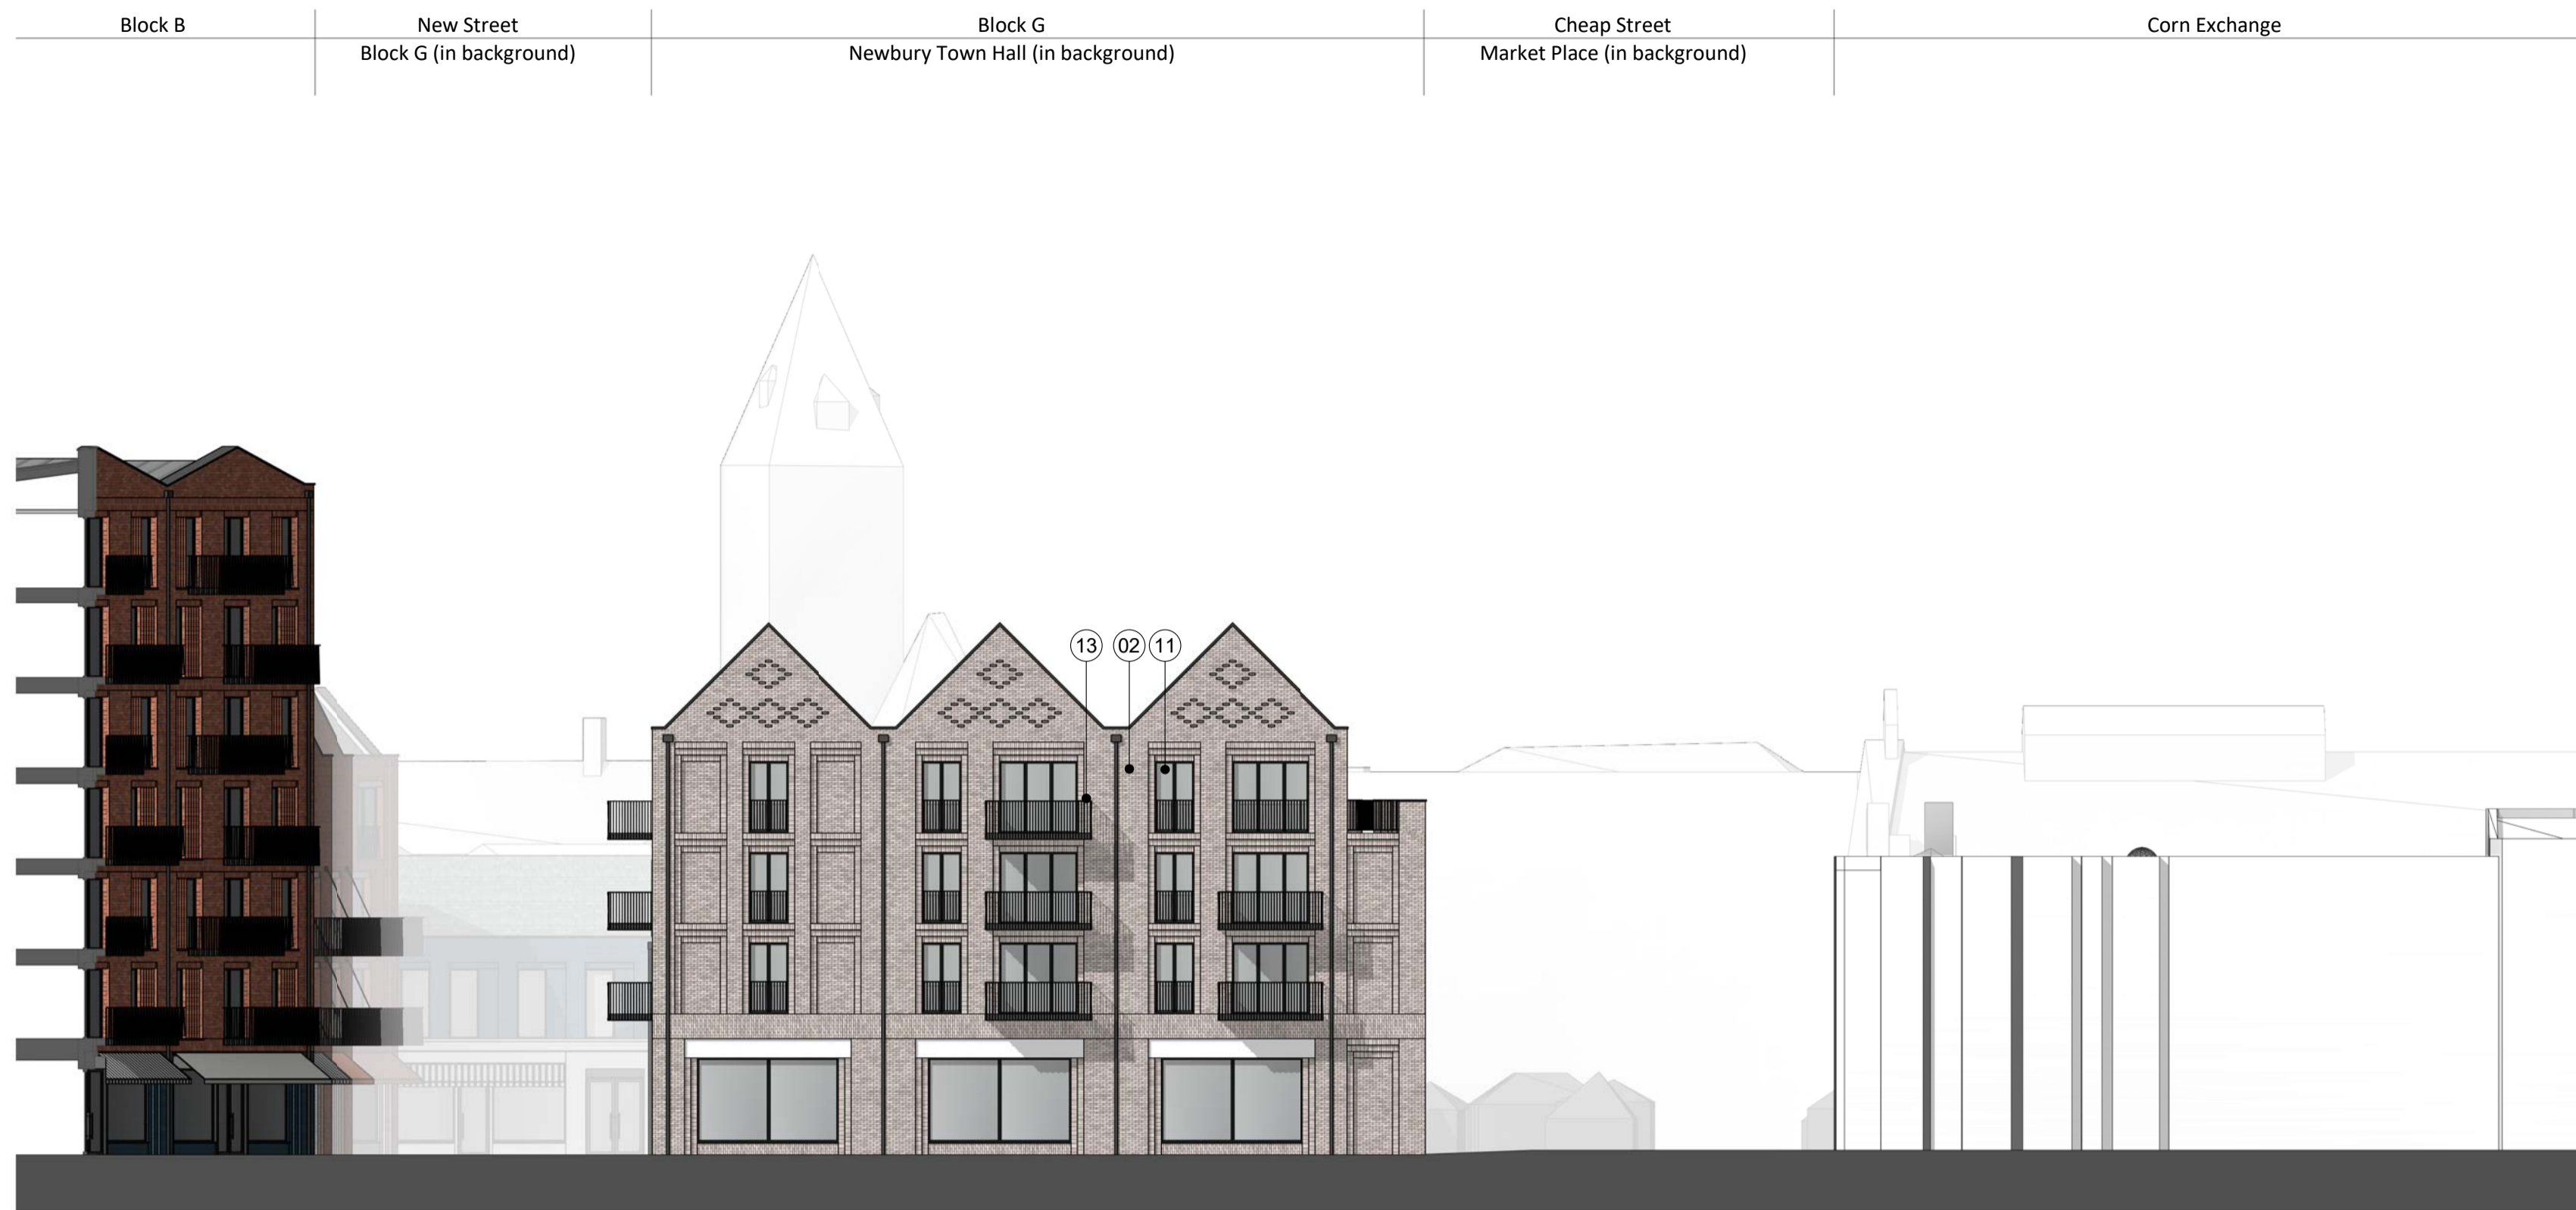 Block B
New Street
Block G
Cheap Street
Corn Exchange
Block G (in background)
Newbury Town Hall (in background)
Market Place (in background)
13 02 11